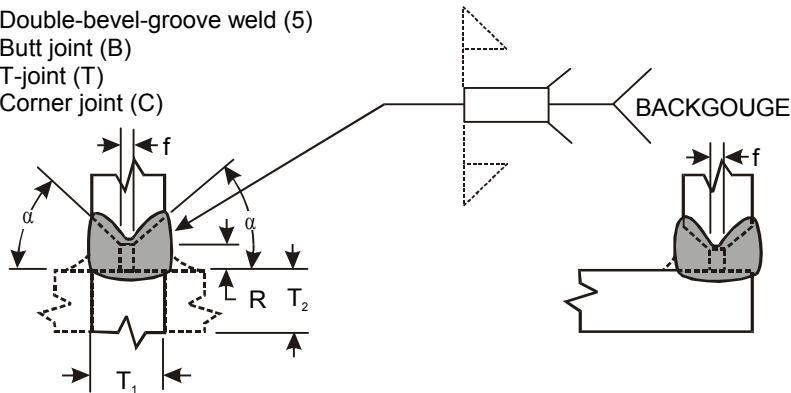 Double-bevel-groove weld (5)
Butt joint (B)
T-joint (T)
Corner joint (C)
BACKGOUGE
f
f
α
α
R
T₂
T₁